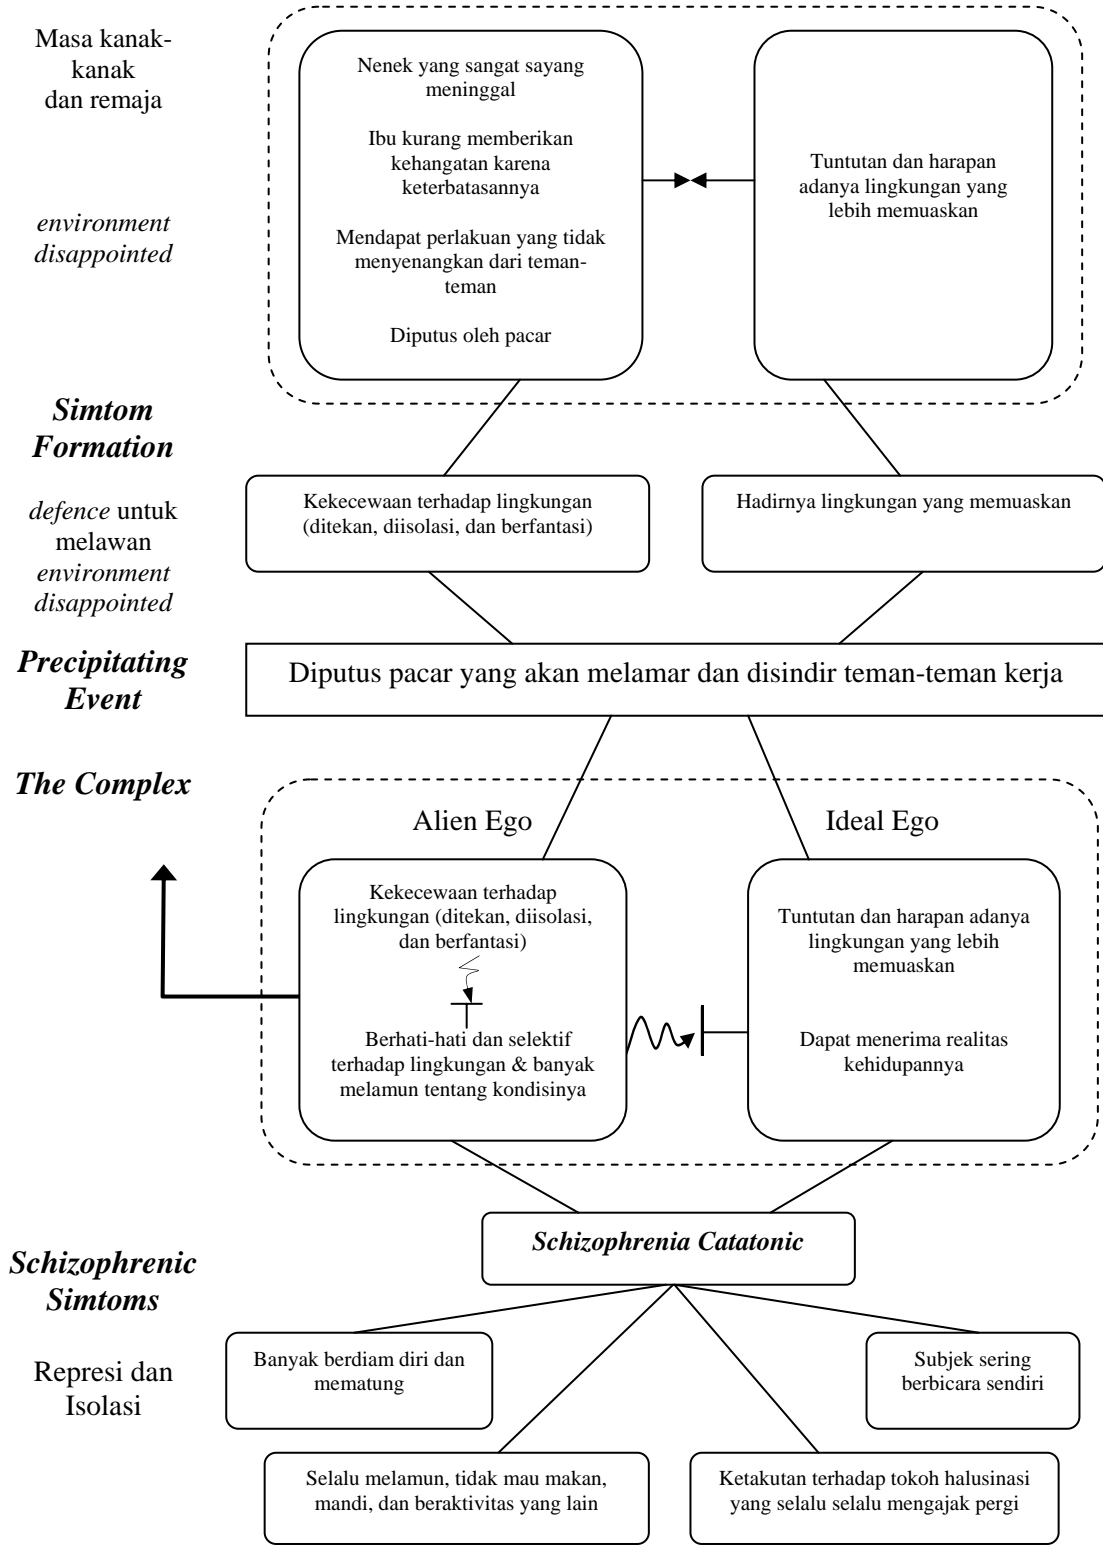 Masa kanak-
kanak
dan remaja
Nenek yang sangat sayang
meninggal
Ibu kurang memberikan
kehangatan karena
keterbatasannya
Mendapat perlakuan yang tidak
menyenangkan dari teman-
teman
Diputus oleh pacar
Tuntutan dan harapan
adanya lingkungan yang
lebih memuaskan
environment
disappointed
Simtom
Formation
defence untuk
melawan
environment
disappointed
Kekecewaan terhadap lingkungan
(ditekan, diisolasi, dan berfantasi)
Hadirnya lingkungan yang memuaskan
Precipitating
Event
Diputus pacar yang akan melamar dan disindir teman-teman kerja
The Complex
Alien Ego
Ideal Ego
Kekecewaan terhadap
lingkungan (ditekan, diisolasi,
dan berfantasi)
Berhati-hati dan selektif
terhadap lingkungan & banyak
melamun tentang kondisinya
Tuntutan dan harapan adanya
lingkungan yang lebih
memuaskan
Dapat menerima realitas
kehidupannya
Schizophrenia Catatonic
Schizophrenic
Simtoms
Represi dan
Isolasi
Banyak berdiam diri dan
mematung
Subjek sering
berbicara sendiri
Selalu melamun, tidak mau makan,
mandi, dan beraktivitas yang lain
Ketakutan terhadap tokoh halusinasi
yang selalu selalu mengajak pergi